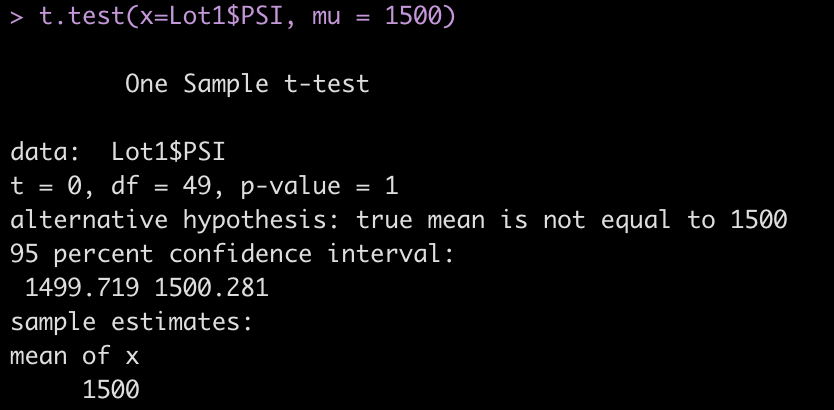 > t.test(x=Lot1$PSI, mu = 1500)
One Sample t-test
data:  Lot1$PSI
t = 0, df = 49, p-value = 1
alternative hypothesis: true mean is not equal to 1500
95 percent confidence interval:
1499.719 1500.281
sample estimates:
mean of x
1500